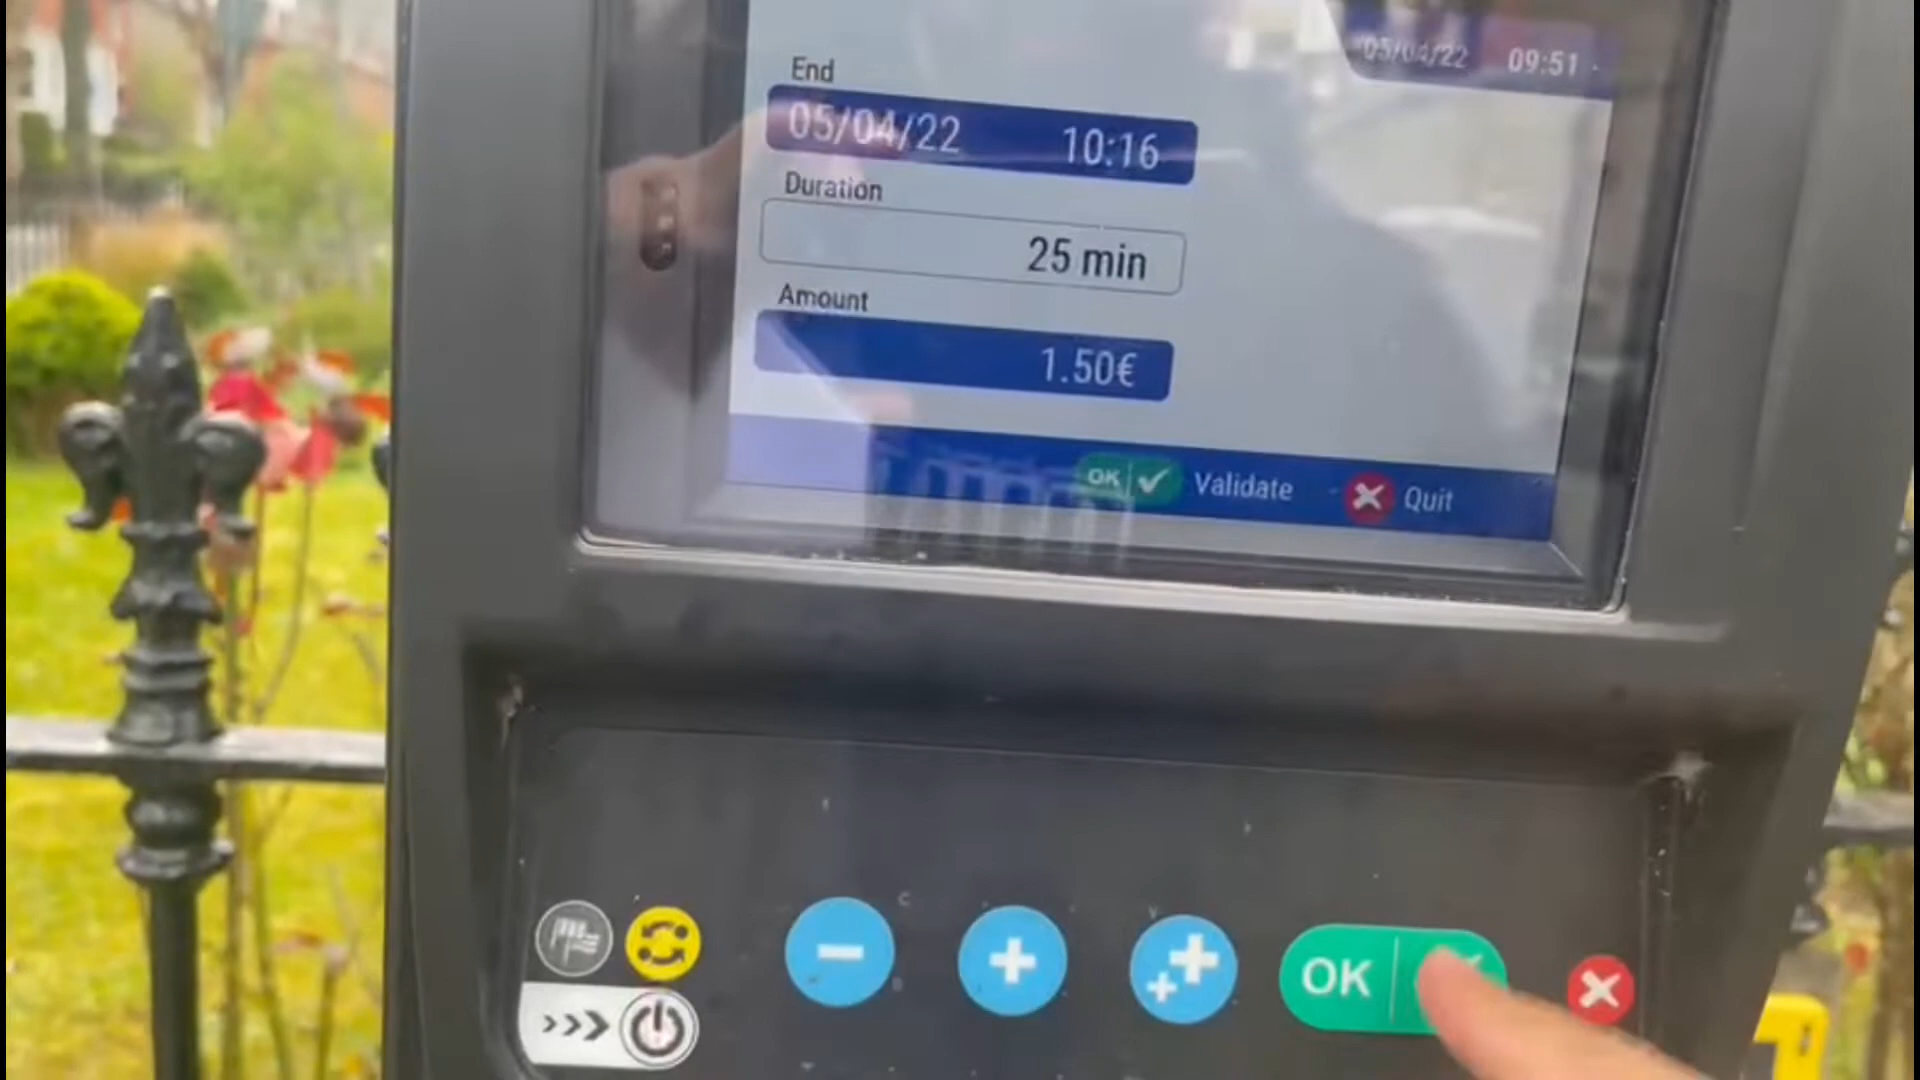 05/04/22 09:51
End
05/04/22 10:16
Duration
25 min
Amount
1.50€
OK Validate Quit
OK